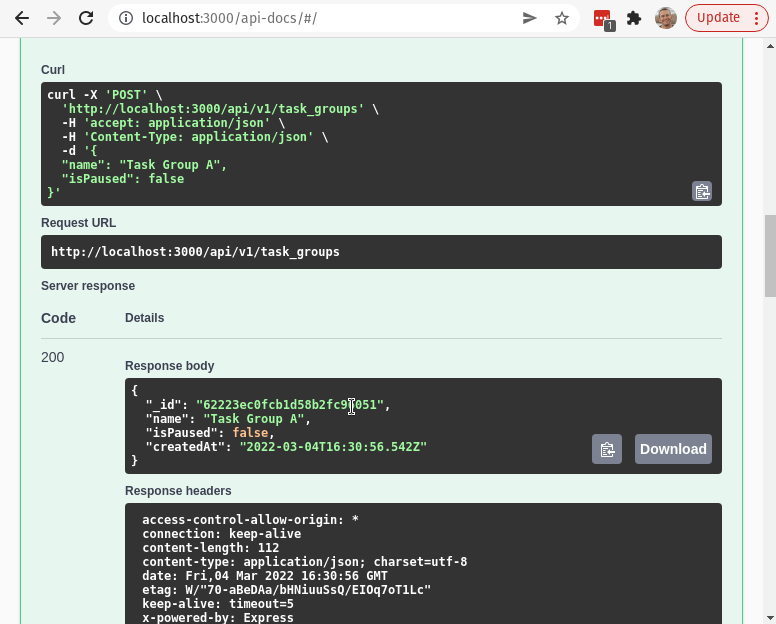 localhost:3000/api-docs/#/
1
Update
Curl
curl -X 'POST' \
'http://localhost:3000/api/v1/task_groups' \
-H 'accept: application/json' \
-H 'Content-Type: application/json' \
-d '{
"name": "Task Group A",
"isPaused": false
}'
Request URL
http://localhost:3000/api/v1/task_groups
Server response
Code Details
200
Response body
{
"_id":
"name": "Task Group A",
"isPaused": false,
"createdAt": "2022-03-04T16:30:56.542Z"
}
Download
Response headers
access-control-allow-origin: *
connection: keep-alive
content-length: 112
content-type: application/json; charset=utf-8
date: Fri,04 Mar 2022 16:30:56 GMT
etag: W/"70-aBeDAa/bHNiuuSsQ/EIOq7oT1Lc"
keep-alive: timeout=5
x-powered-by: Express